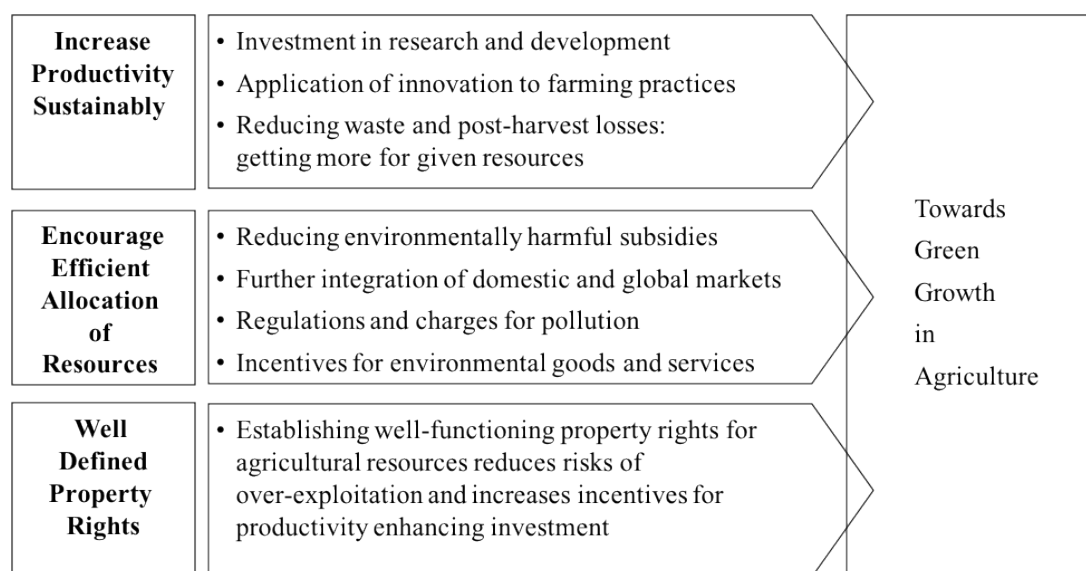 Increase
Productivity
Sustainably
• Investment in research and development
• Application of innovation to farming practices
• Reducing waste and post-harvest losses:
getting more for given resources
Encourage
Efficient
Allocation
of
Resources
• Reducing environmentally harmful subsidies
• Further integration of domestic and global markets
• Regulations and charges for pollution
• Incentives for environmental goods and services
Well
Defined
Property
Rights
• Establishing well-functioning property rights for
agricultural resources reduces risks of
over-exploitation and increases incentives for
productivity enhancing investment
Towards
Green
Growth
in
Agriculture